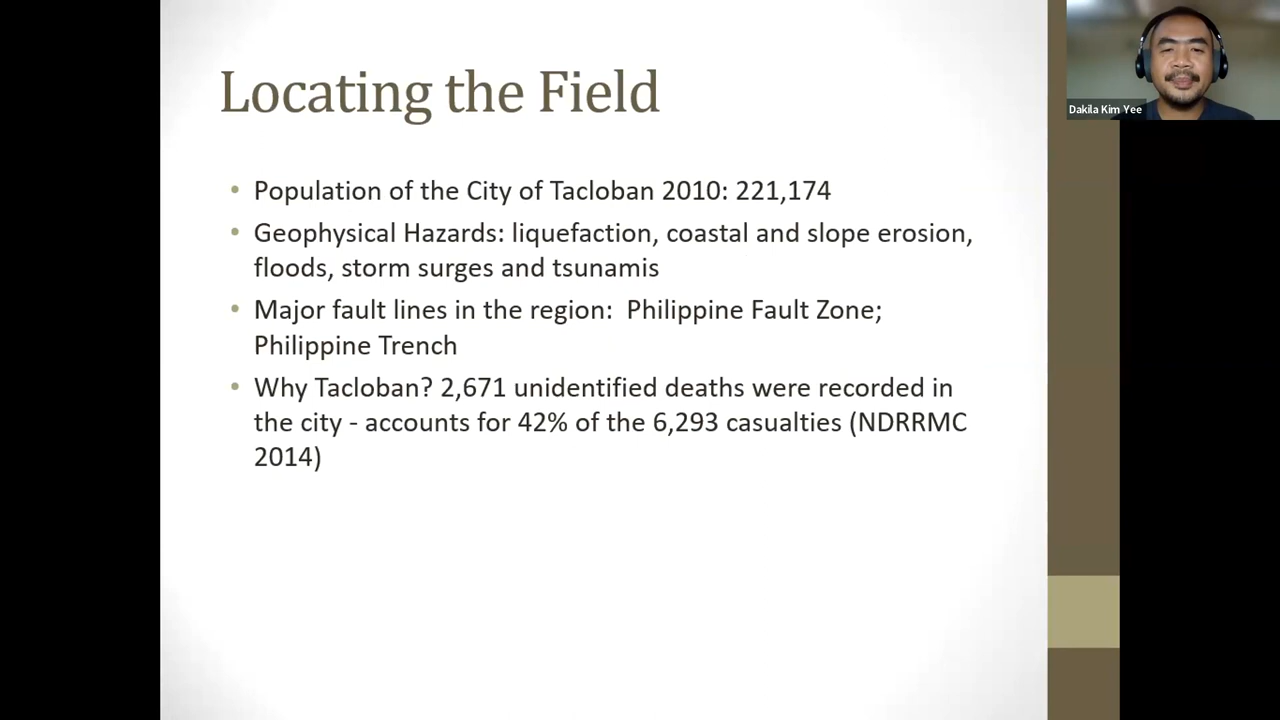 Locating the Field
• Population of the City of Tacloban 2010: 221,174
• Geophysical Hazards: liquefaction, coastal and slope erosion,
floods, storm surges and tsunamis
• Major fault lines in the region:  Philippine Fault Zone;
Philippine Trench
• Why Tacloban? 2,671 unidentified deaths were recorded in
the city - accounts for 42% of the 6,293 casualties (NDRRMC
2014)
Dakila Kim Yee